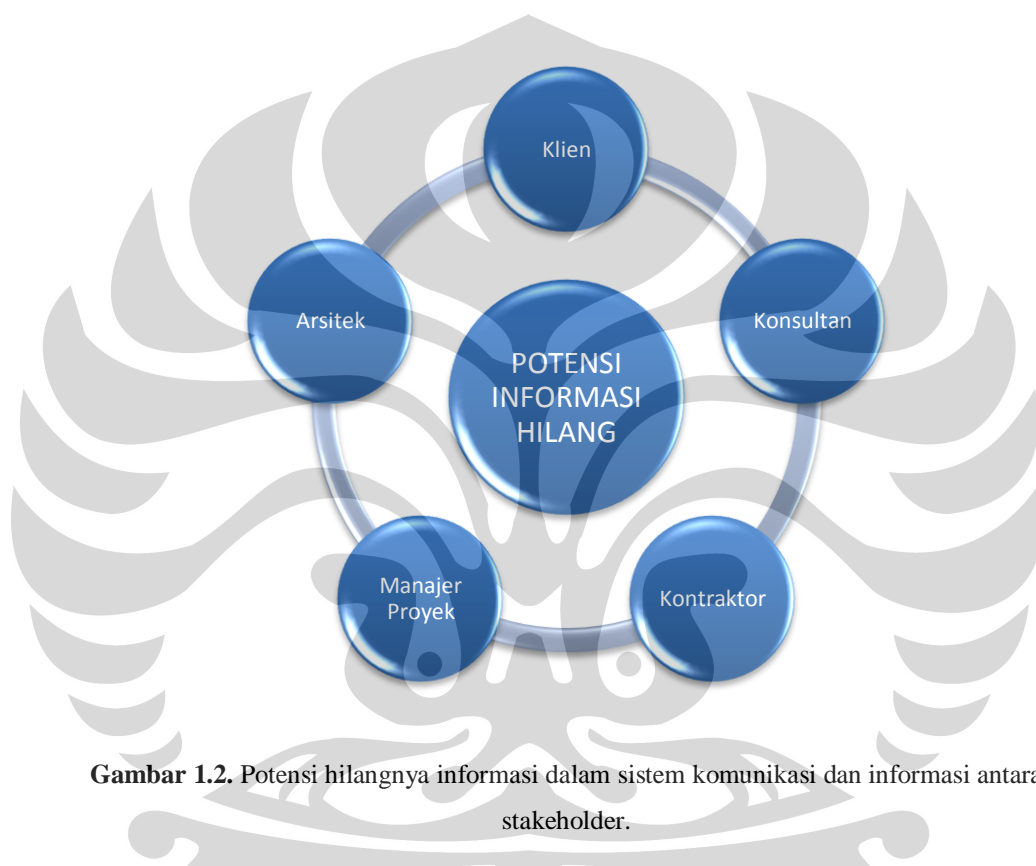 Klien
Arsitek
Konsultan
POTENSI
INFORMASI
HILANG
Manajer
Proyek
Kontraktor
Gambar 1.2. Potensi hilangnya informasi dalam sistem komunikasi dan informasi antara
stakeholder.